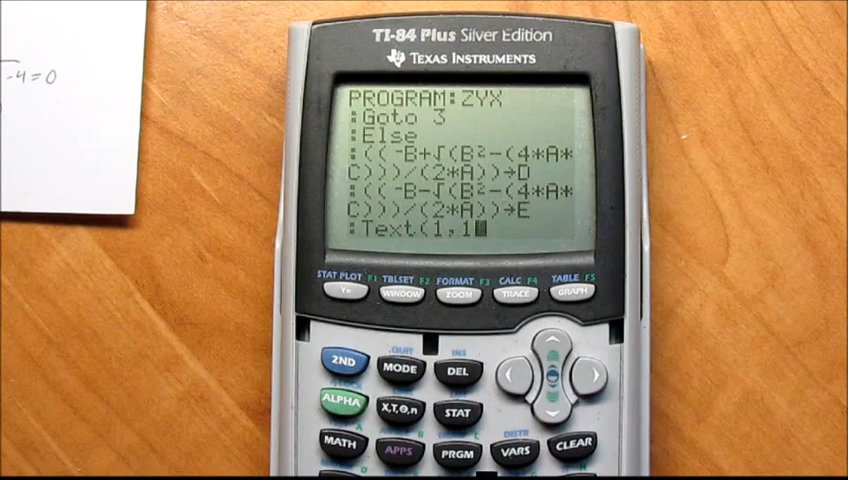 -4=0
TI-84 Plus Silver Edition
TEXAS INSTRUMENTS
PROGRAM:ZYX
:Goto 3
:Else
:((⁻B+√(B²-(4*A*
C)))/(2*A))→D
:((⁻B-√(B²-(4*A*
C)))/(2*A))→E
:Text(1,1
STAT PLOT F1 TBLSET F2 FORMAT F3 CALC F4 TABLE F5
Y= WINDOW ZOOM TRACE GRAPH
QUIT INS
2ND MODE DEL
ALPHA X,T,Θ,n STAT
A B C DISTR
MATH APPS PRGM VARS CLEAR
D